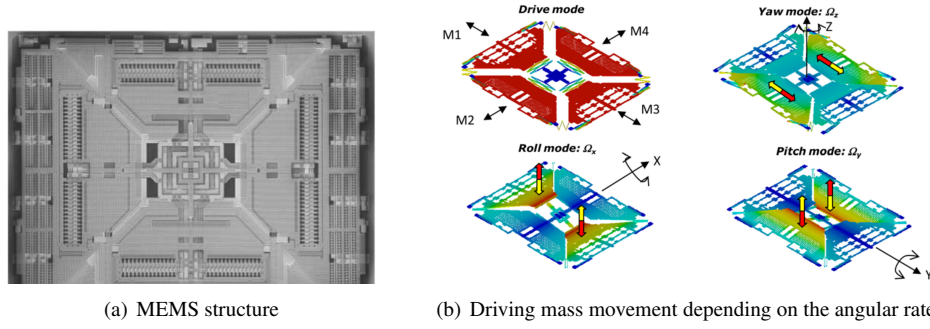 Drive mode
Yaw mode: Ωz
Z
M1
M4
M2
M3
Roll mode: Ωx
X
Pitch mode: Ωy
Y
(a) MEMS structure
(b) Driving mass movement depending on the angular rate